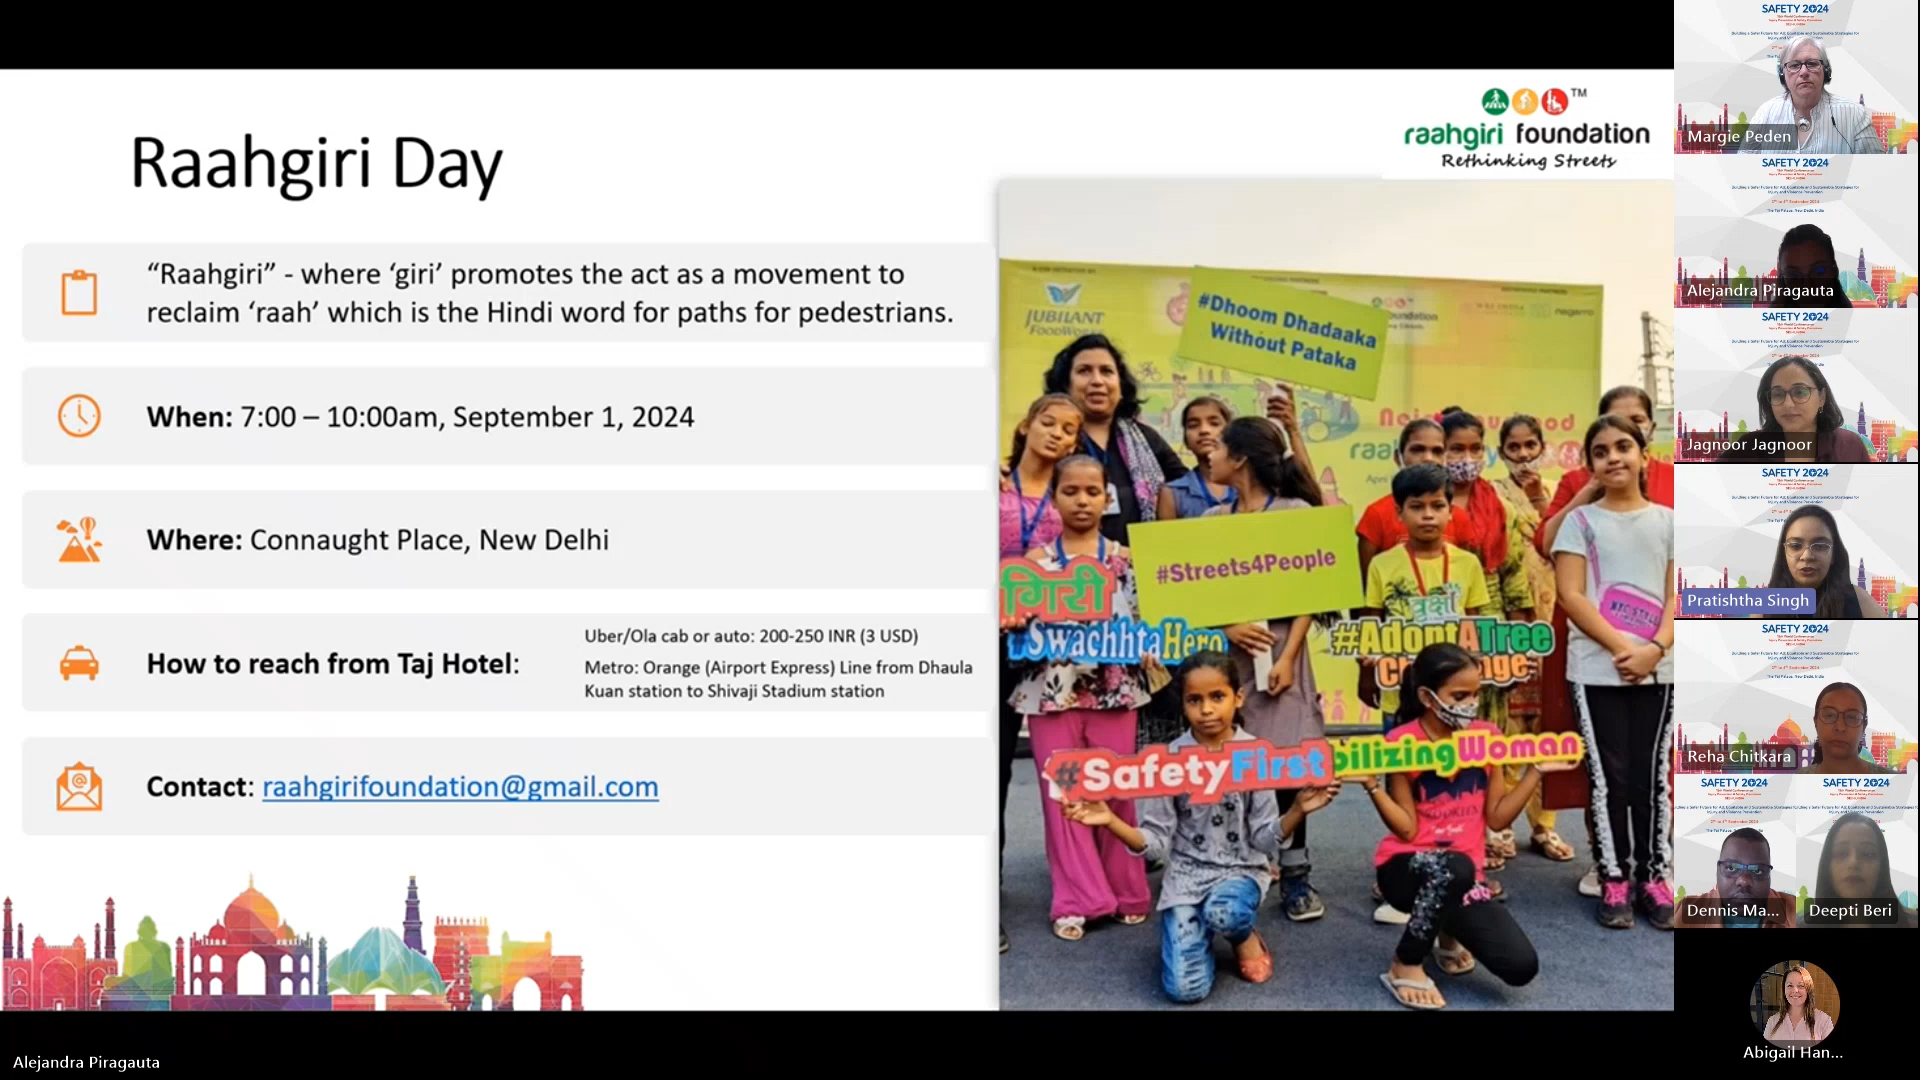 Raahgiri Day
raahgiri foundation
TM
Rethinking Streets
“Raahgiri” - where ‘giri’ promotes the act as a movement to
reclaim ‘raah’ which is the Hindi word for paths for pedestrians.
When: 7:00 – 10:00am, September 1, 2024
Where: Connaught Place, New Delhi
How to reach from Taj Hotel:
Uber/Ola cab or auto: 200-250 INR (3 USD)
Metro: Orange (Airport Express) Line from Dhaula
Kuan station to Shivaji Stadium station
Contact: raahgirifoundation@gmail.com
JUBILANT
FOODWORKS
#Dhoom Dhadaaka
Without Pataka
#Streets4People
गिरी
#SwachhtaHero
#AdoptATree
#SafetyFirst
bilizingWoman
SAFETY 2024
Margie Peden
SAFETY 2024
Alejandra Piragauta
SAFETY 2024
Jagnoor Jagnoor
SAFETY 2024
Pratishtha Singh
SAFETY 2024
Reha Chitkara
SAFETY 2024
SAFETY 2024
Dennis Ma...
Deepti Beri
Abigail Han...
Alejandra Piragauta